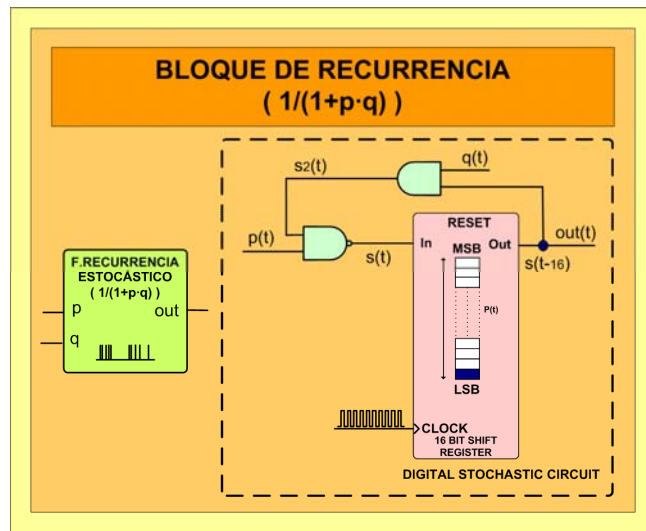 BLOQUE DE RECURRENCIA
( 1/(1+p·q) )
F.RECURRENCIA
ESTOCÁSTICO
( 1/(1+p·q) )
p
out
q
s2(t)
q(t)
p(t)
s(t)
RESET
In
MSB
Out
out(t)
s(t-16)
P(t)
LSB
CLOCK
16 BIT SHIFT
REGISTER
DIGITAL STOCHASTIC CIRCUIT